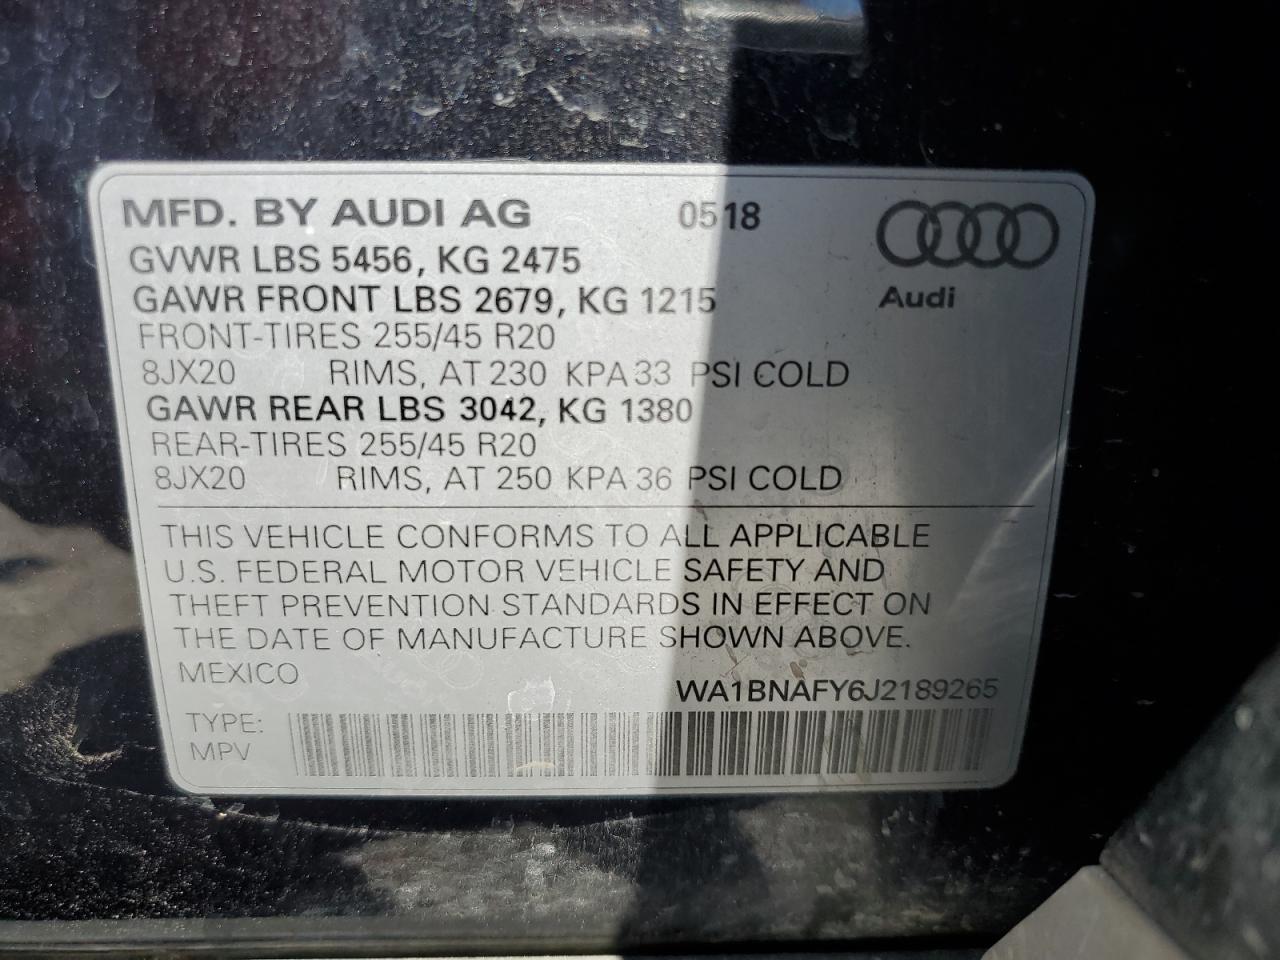 MFD. BY AUDI AG 0518
GVWR LBS 5456, KG 2475
GAWR FRONT LBS 2679, KG 1215
Audi
FRONT-TIRES 255/45 R20
8JX20 RIMS, AT 230 KPA 33 PSI COLD
GAWR REAR LBS 3042, KG 1380
REAR-TIRES 255/45 R20
8JX20 RIMS, AT 250 KPA 36 PSI COLD
THIS VEHICLE CONFORMS TO ALL APPLICABLE
U.S. FEDERAL MOTOR VEHICLE SAFETY AND
THEFT PREVENTION STANDARDS IN EFFECT ON
THE DATE OF MANUFACTURE SHOWN ABOVE.
MEXICO
WA1BNAFY6J2189265
TYPE:
MPV